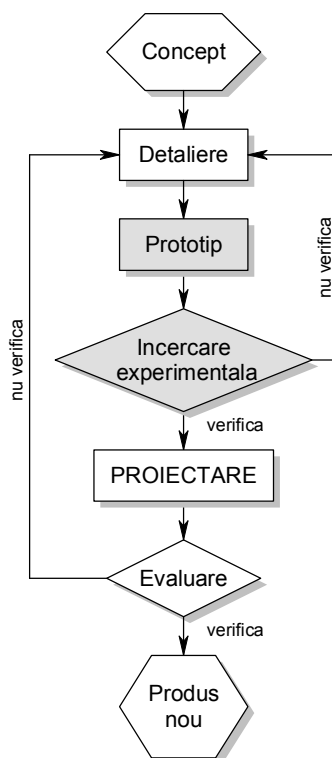 Concept
Detaliere
Prototip
nu verifica
Incercare
experimentala
nu verifica
verifica
PROIECTARE
Evaluare
verifica
Produs
nou